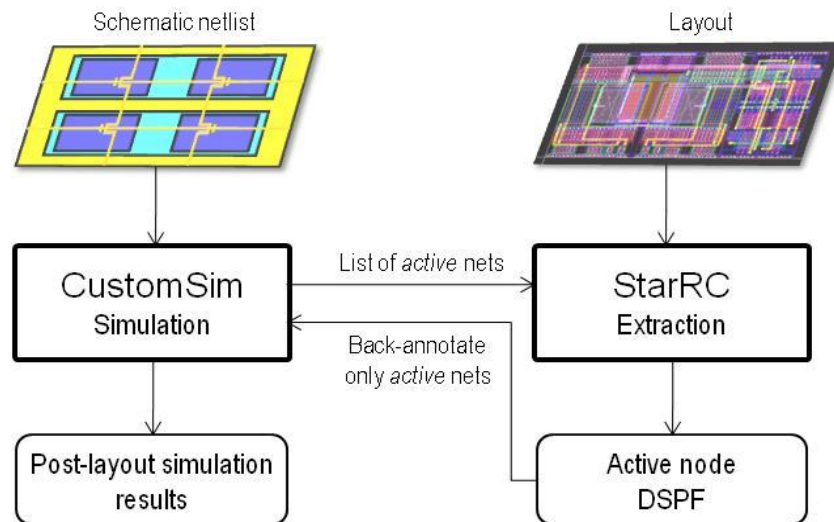 Schematic netlist
Layout
CustomSim
Simulation
List of active nets
StarRC
Extraction
Back-annotate
only active nets
Post-layout simulation
results
Active node
DSPF